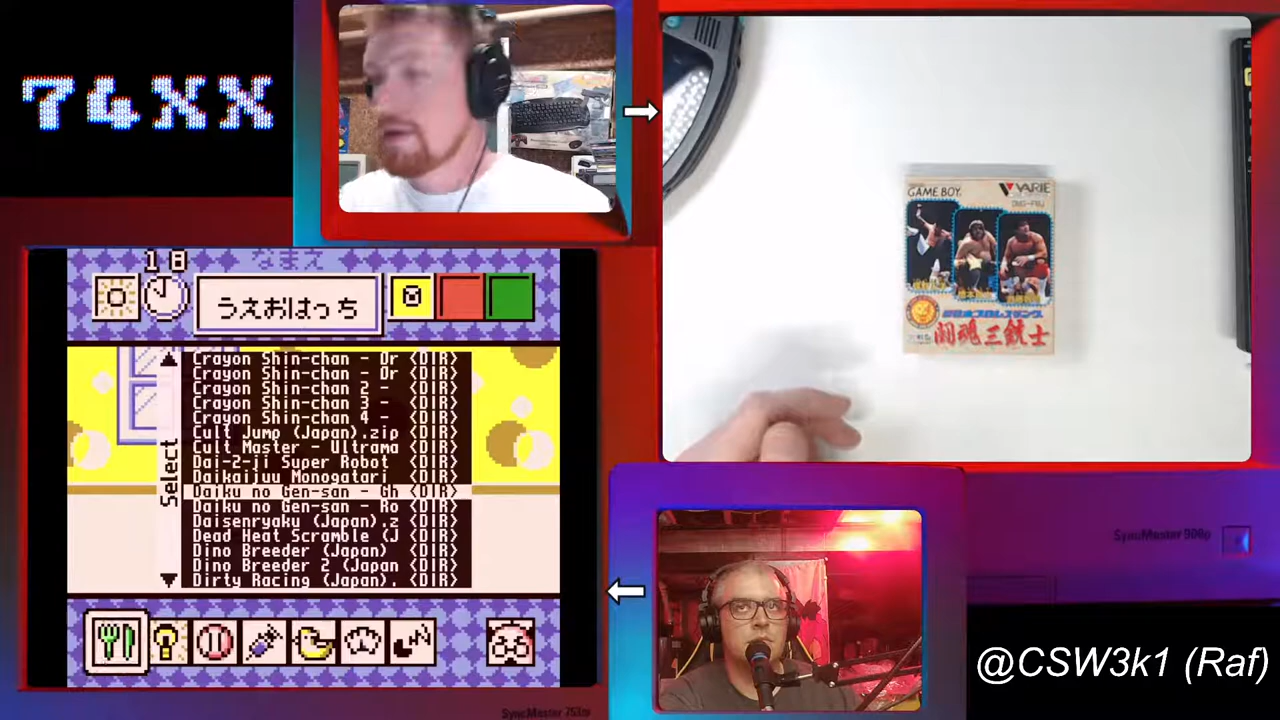 74XX
GAME BOY
VARIE
闘魂三銃士
18
なまえ
うえおはっち
Select
Crayon Shin-chan - Or <DIR>
Crayon Shin-chan - Or <DIR>
Crayon Shin-chan 2 - <DIR>
Crayon Shin-chan 3 - <DIR>
Crayon Shin-chan 4 - <DIR>
Cult Jump (Japan).zip <DIR>
Cult Master - Ultrama <DIR>
Dai-2-ji Super Robot <DIR>
Daikaijuu Monogatari <DIR>
Daiku no Gen-san - Gh <DIR>
Daiku no Gen-san - Ro <DIR>
Daisenryaku (Japan).z <DIR>
Dead Heat Scramble (J <DIR>
Dino Breeder (Japan) <DIR>
Dino Breeder 2 (Japan <DIR>
Dirty Racing (Japan). <DIR>
SyncMaster
SyncMaster
@CSW3k1 (Raf)